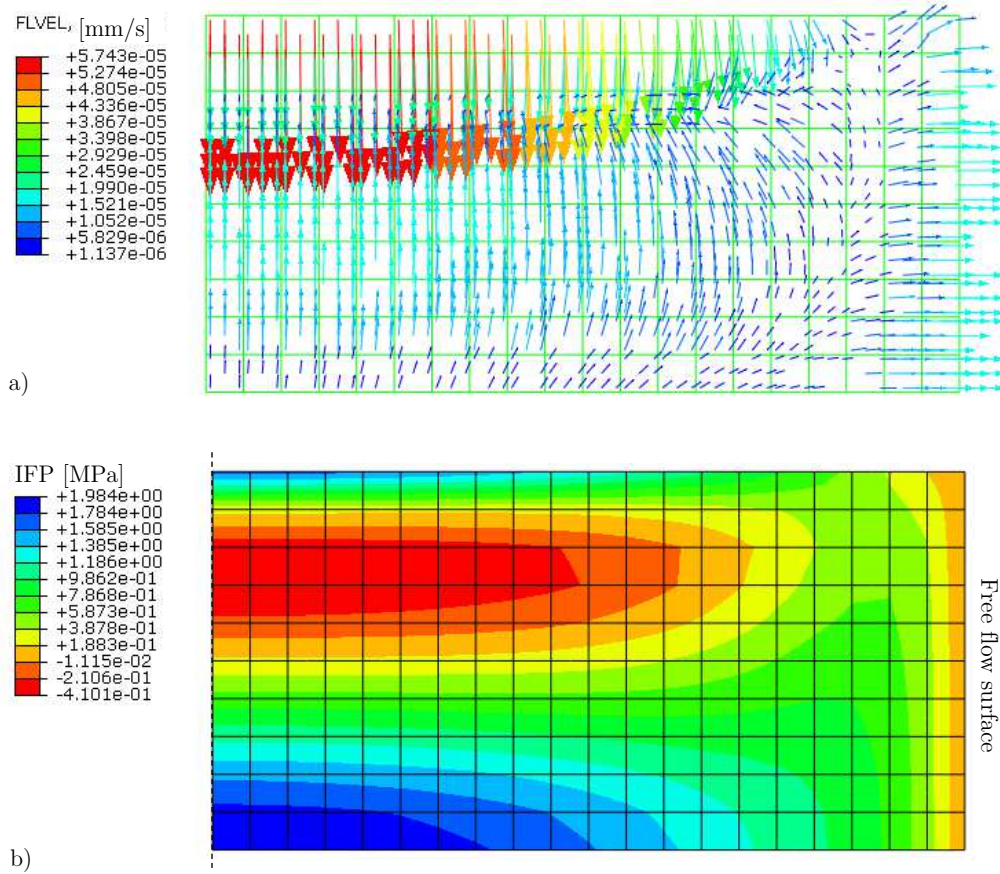 FLVEL, [mm/s]
+5.743e-05
+5.274e-05
+4.805e-05
+4.336e-05
+3.867e-05
+3.398e-05
+2.929e-05
+2.459e-05
+1.990e-05
+1.521e-05
+1.052e-05
+5.829e-06
+1.137e-06
a)
IFP [MPa]
+1.984e+00
+1.784e+00
+1.585e+00
+1.385e+00
+1.186e+00
+9.862e-01
+7.868e-01
+5.873e-01
+3.878e-01
+1.883e-01
-1.115e-02
-2.106e-01
-4.101e-01
Free flow surface
b)